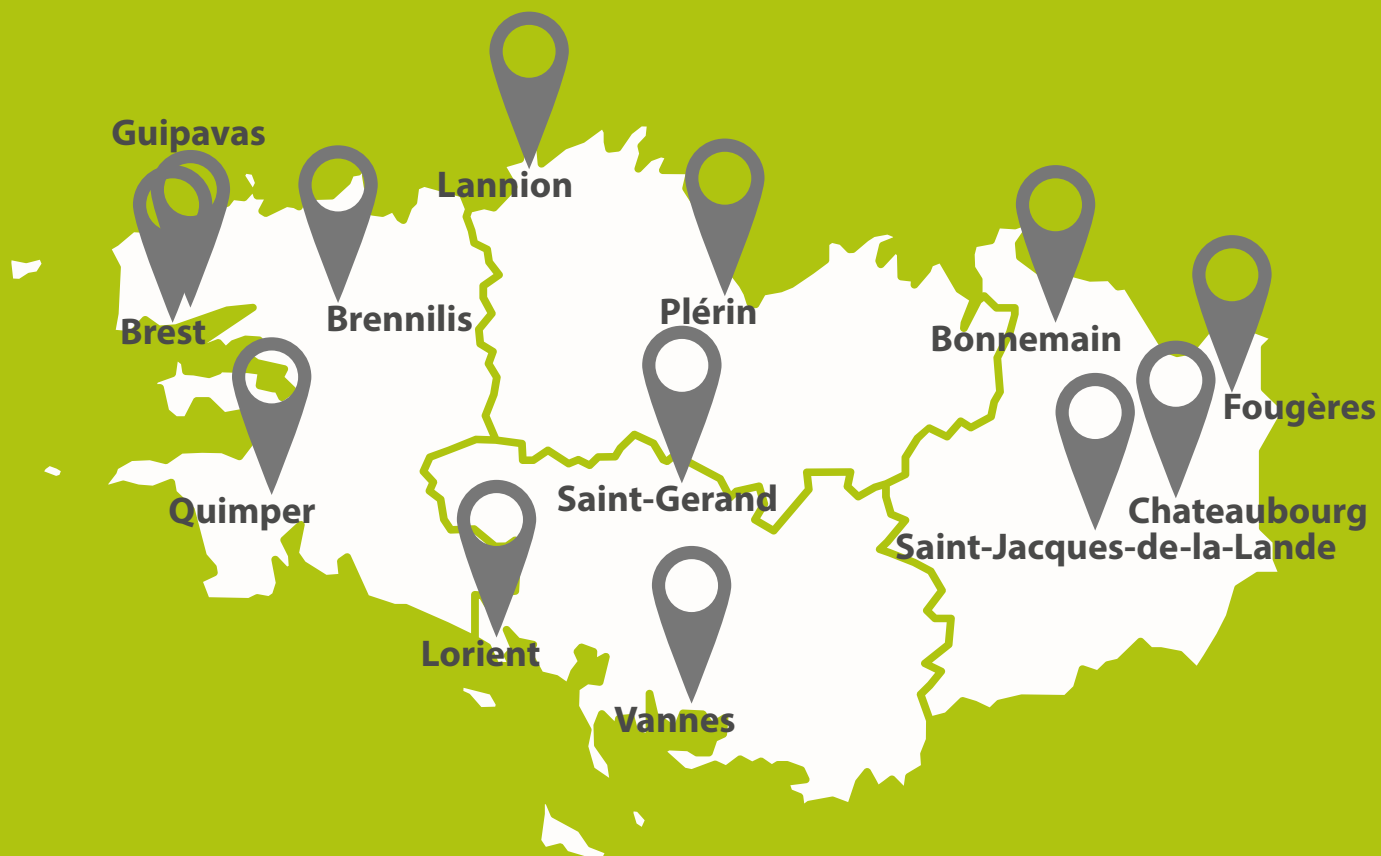 Guipavas
Lannion
Brest
Brennilis
Plérin
Bonnemain
Fougères
Quimper
Saint-Gerand
Chateaubourg
Saint-Jacques-de-la-Lande
Lorient
Vannes